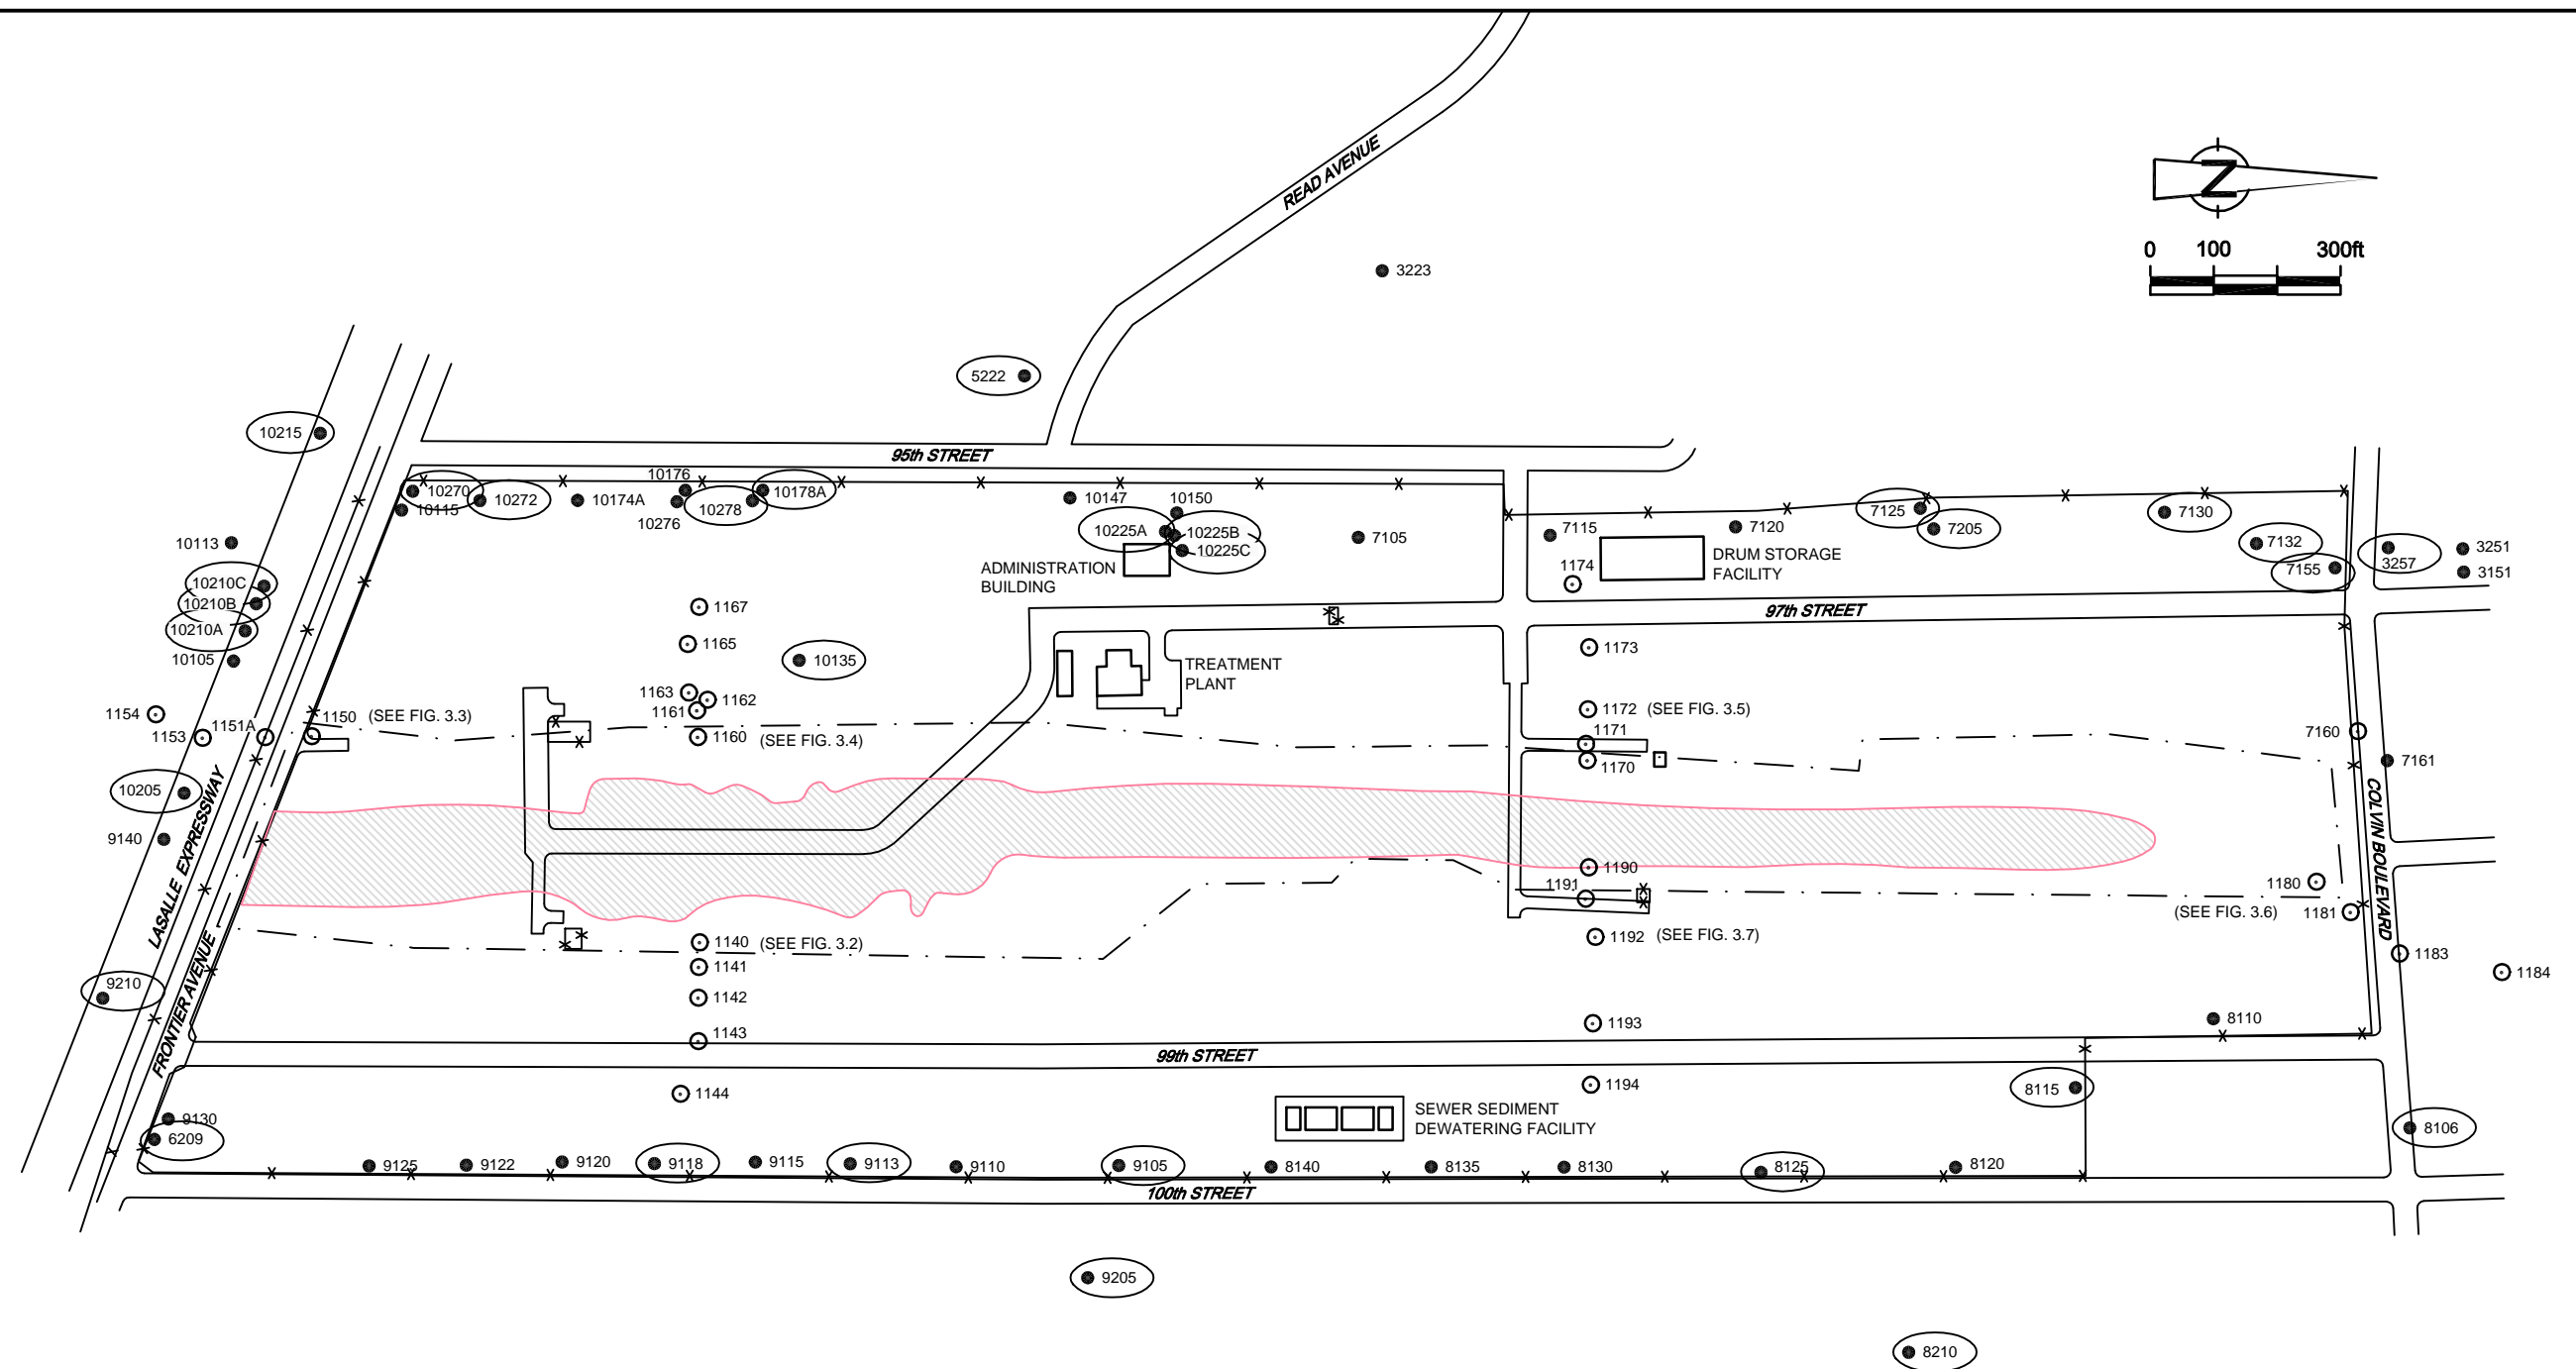 READ AVENUE
Z
0 100 300ft
3223
5222
10215
95th STREET
10176
10270
10272
10174A
10178A
10115
10276
10278
10147
10150
10225A
10225B
10225C
7105
7115
7120
7125
7205
7130
7132
7155
3257
3251
3151
10113
10210C
10210B
10210A
10105
ADMINISTRATION
BUILDING
DRUM STORAGE
FACILITY
1174
97th STREET
1167
1165
10135
1163
1162
1161
1160 (SEE FIG. 3.4)
TREATMENT
PLANT
1173
1172 (SEE FIG. 3.5)
1171
1170
1154
1153
1151A
1150 (SEE FIG. 3.3)
7160
7161
10205
9140
LASALLE EXPRESSWAY
FRONTIER AVENUE
COLVIN BOULEVARD
1190
1191
1192 (SEE FIG. 3.7)
1180
(SEE FIG. 3.6) 1181
1140 (SEE FIG. 3.2)
1141
1142
1143
1183
1184
9210
1193
8110
99th STREET
1144
1194
8115
SEWER SEDIMENT
DEWATERING FACILITY
9130
6209
8106
9125
9122
9120
9118
9115
9113
9110
9105
8140
8135
8130
8125
8120
100th STREET
9205
8210